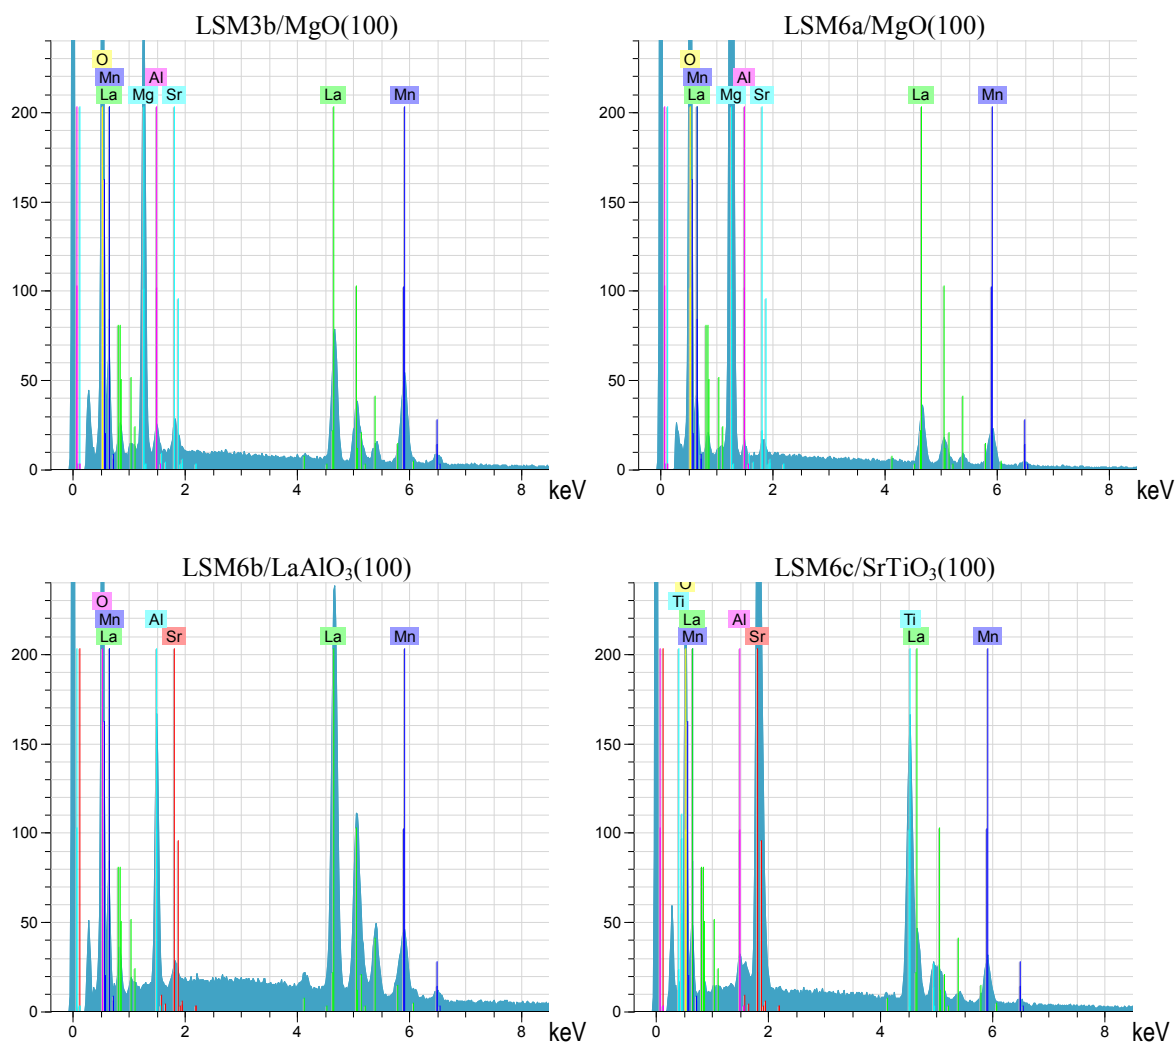 LSM3b/MgO(100)
O
Mn Al
La Mg Sr La Mn
200
150
100
50
0
0 2 4 6 8 keV
LSM6a/MgO(100)
O
Mn Al
La Mg Sr La Mn
200
150
100
50
0
0 2 4 6 8 keV
LSM6b/LaAlO₃(100)
O
Mn Al
La Sr La Mn
200
150
100
50
0
0 2 4 6 8 keV
LSM6c/SrTiO₃(100)
O
Ti
La Al Ti
Mn Sr La Mn
200
150
100
50
0
0 2 4 6 8 keV